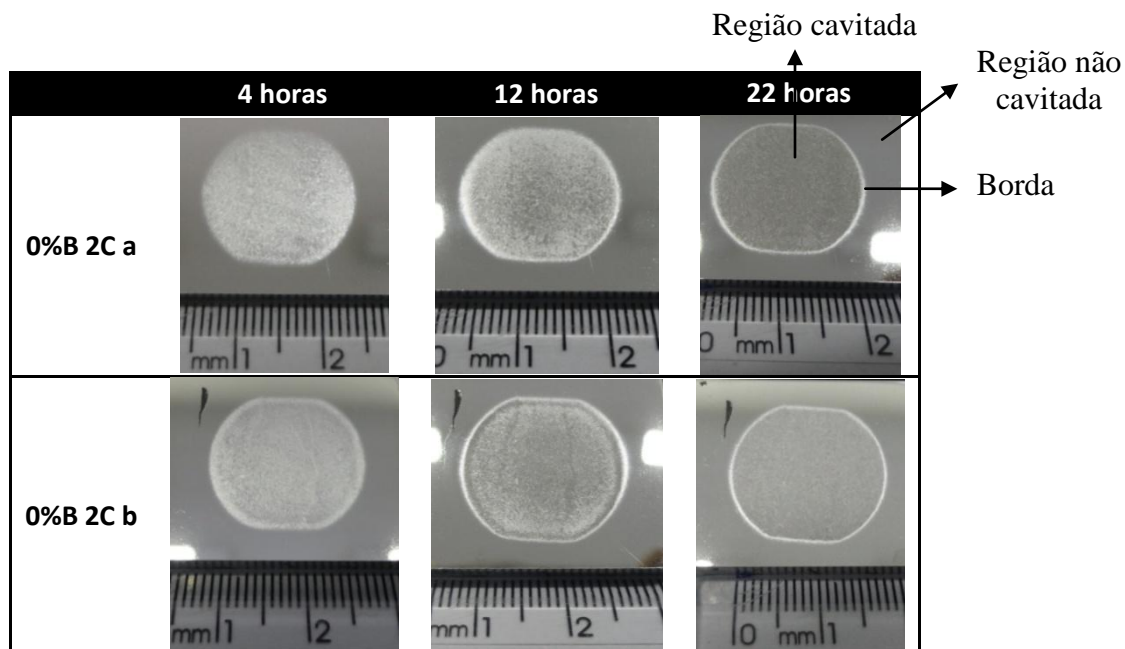 Região cavitada
Região não
cavitada
4 horas 12 horas 22 horas
Borda
0%B 2C a
mm 1 2
0 mm 1 2
0 mm 1 2
0%B 2C b
mm 1 2
mm 1 2
0 mm 1